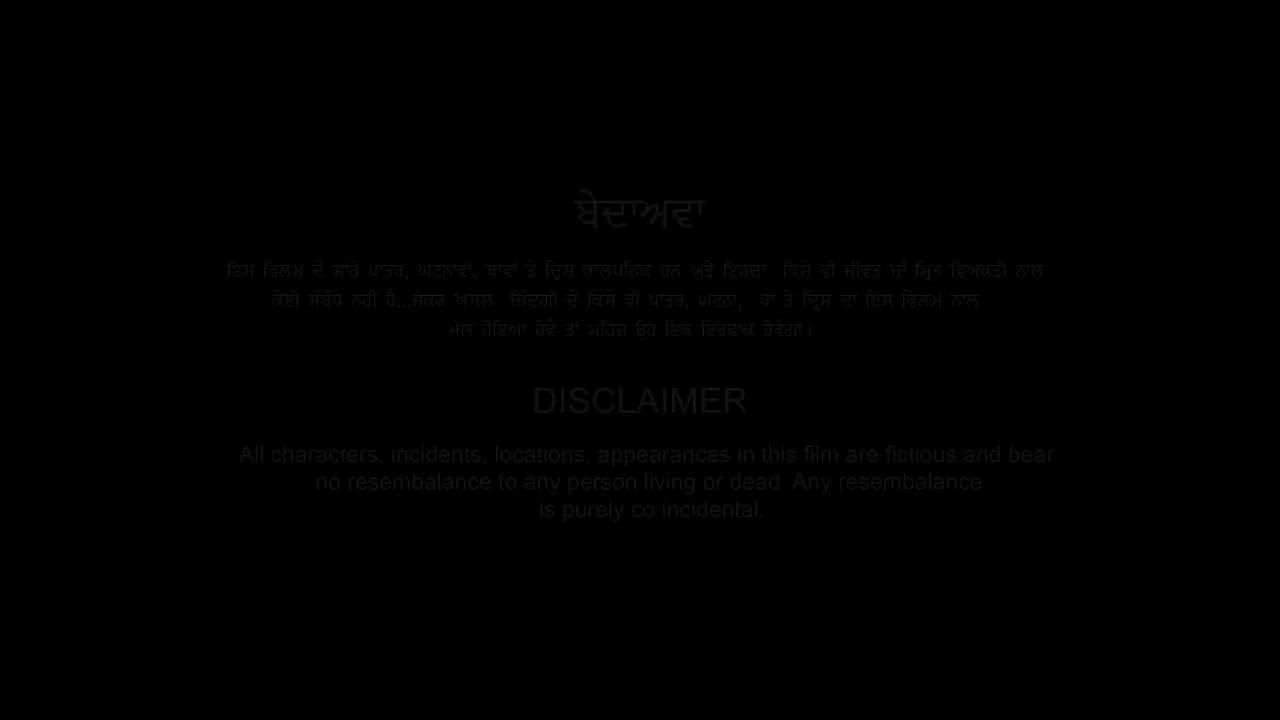 ਬੇਦਾਅਵਾ
ਇਸ ਫਿਲਮ ਦੇ ਸਾਰੇ ਪਾਤਰ, ਘਟਨਾਵਾਂ, ਥਾਵਾਂ ਤੇ ਦ੍ਰਿਸ਼ ਕਾਲਪਨਿਕ ਹਨ ਅਤੇ ਇਹਦਾ ਕਿਸੇ ਵੀ ਜੀਵਤ ਜਾਂ ਮ੍ਰਿਤ ਵਿਅਕਤੀ ਨਾਲ
ਕੋਈ ਸੰਬੰਧ ਨਹੀ ਹੈ...ਜੇਕਰ ਅਸਲ ਜ਼ਿੰਦਗੀ ਦੇ ਕਿਸੇ ਵੀ ਪਾਤਰ, ਘਟਨਾ, ਥਾਂ ਤੇ ਦ੍ਰਿਸ਼ ਦਾ ਇਸ ਫਿਲਮ ਨਾਲ
ਮੇਲ ਹੋਇਆ ਹੋਵੇ ਤਾਂ ਮਹਿਜ਼ ਉਹ ਇਕ ਇਤਫਾਕ ਹੋਵੇਗਾ।
DISCLAIMER
All characters, incidents, locations, appearances in this film are fictious and bear
no resembalance to any person living or dead Any resembalance
is purely co incidental.